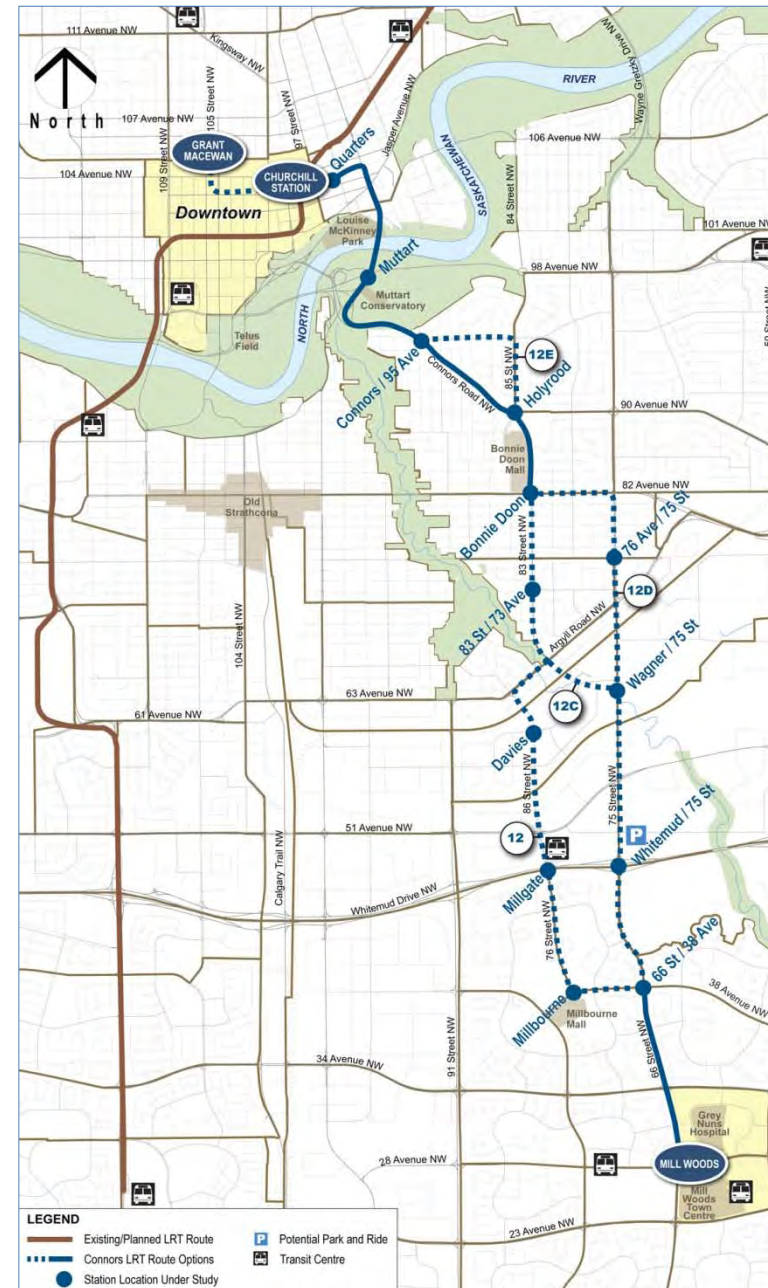 111 Avenue NW
Kingsway NW
North
105 Street NW
97 Street NW
107 Avenue NW
GRANT
MACEWAN
109 Street NW
104 Avenue NW
CHURCHILL
STATION
Quarters
Jasper Avenue NW
Downtown
Louise
McKinney
Park
RIVER
SASKATCHEWAN
NORTH
Wayne Gretzky Drive NW
106 Avenue NW
84 Street NW
101 Avenue NW
Muttart
98 Avenue NW
Muttart
Conservatory
Telus
Field
Connors / 95 Ave
85 St NW
12E
Connors Road NW
Holyrood
90 Avenue NW
Bonnie
Doon
Mall
82 Avenue NW
Old
Strathcona
Bonnie Doon
83 Street NW
76 Ave / 75 St
12D
83 St / 73 Ave
Argyll Road NW
104 Street NW
Wagner / 75 St
63 Avenue NW
12C
61 Avenue NW
Davies
86 Street NW
75 Street NW
51 Avenue NW
12
P
Whitemud / 75 St
Calgary Trail NW
Whitemud Drive NW
Millgate
76 Street NW
66 St / 38 Ave
38 Avenue NW
Millbourne
Millbourne
Mall
91 Street NW
66 Street NW
34 Avenue NW
Grey
Nuns
Hospital
28 Avenue NW
MILL WOODS
Mill
Woods
Town
Centre
23 Avenue NW
LEGEND
Existing/Planned LRT Route
P Potential Park and Ride
Connors LRT Route Options
Transit Centre
Station Location Under Study